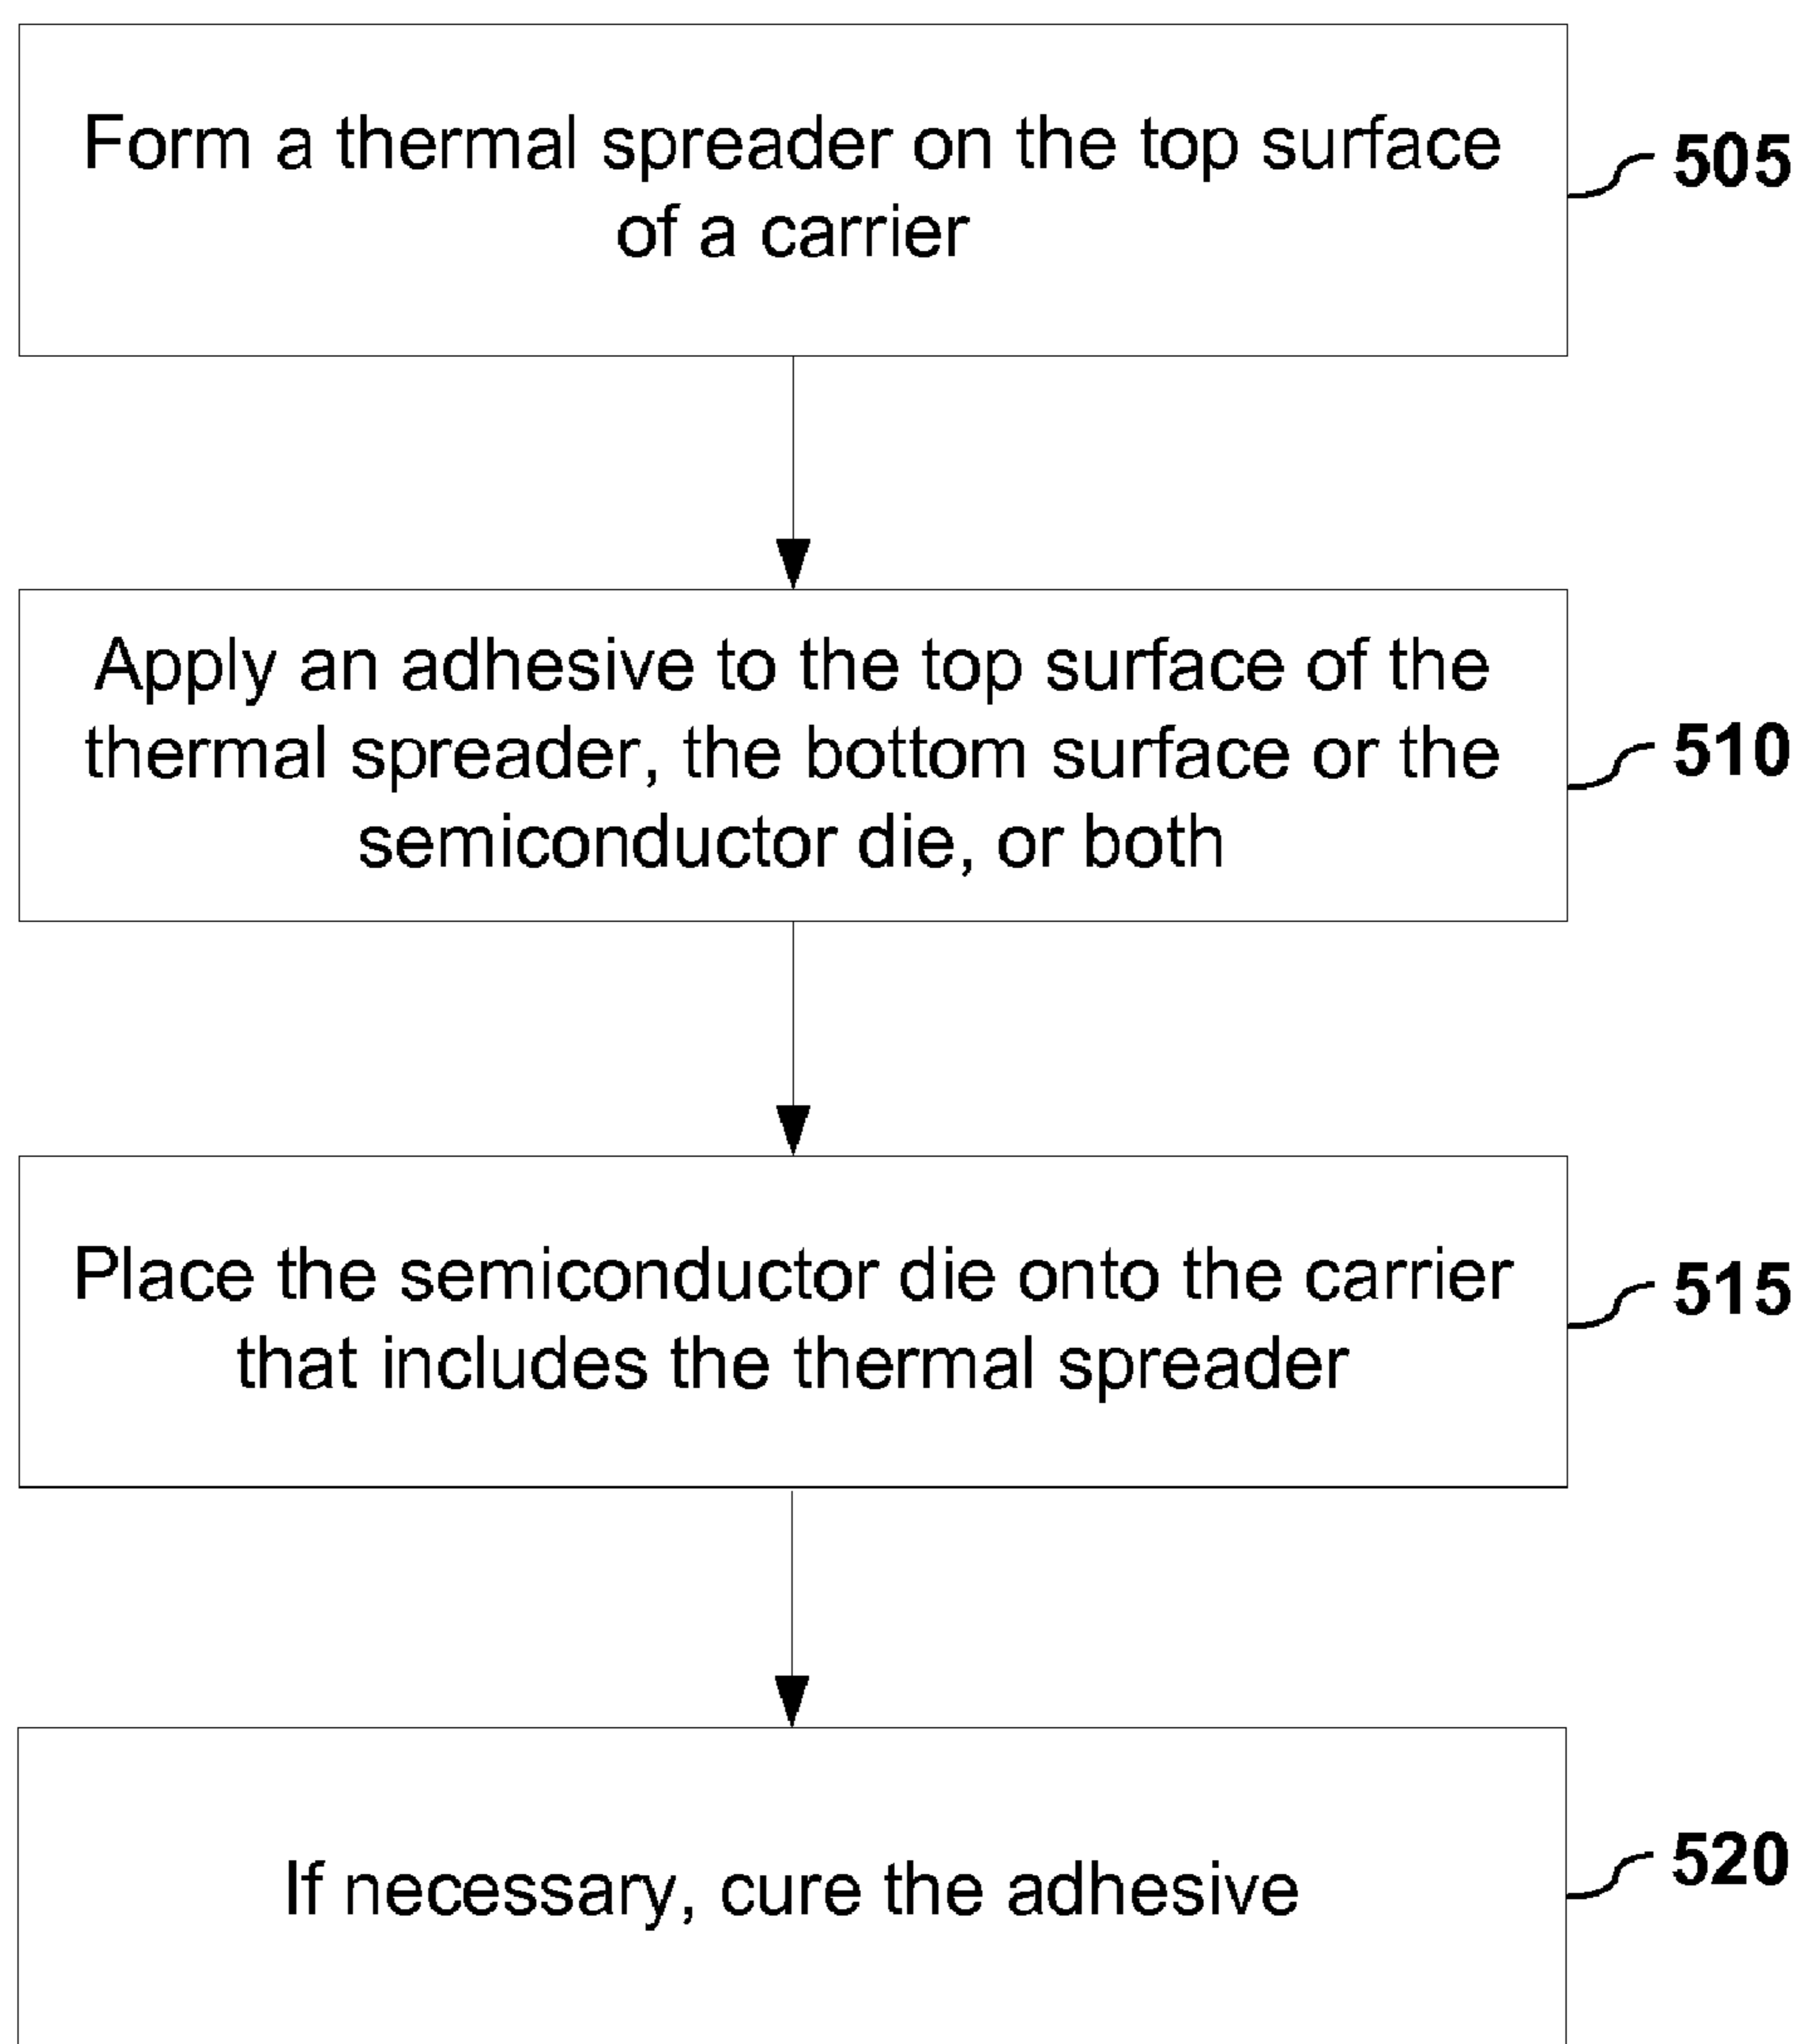 Form a thermal spreader on the top surface
of a carrier
505
Apply an adhesive to the top surface of the
thermal spreader, the bottom surface or the
semiconductor die, or both
510
Place the semiconductor die onto the carrier
that includes the thermal spreader
515
If necessary, cure the adhesive
520